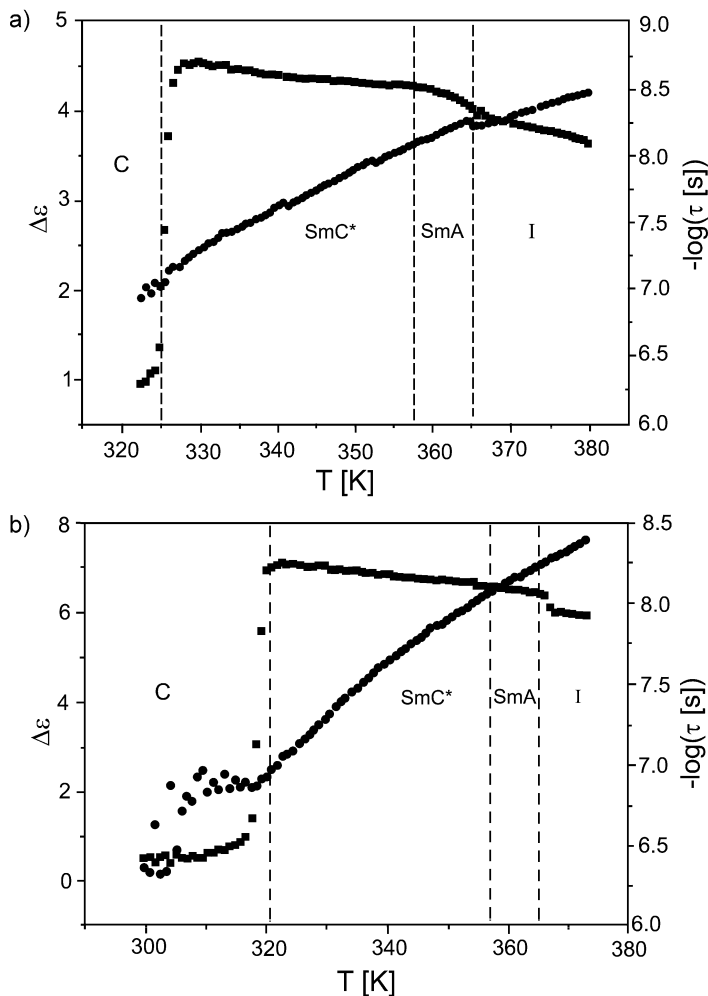 a)
5
4
3
2
1
Δε
9.0
8.5
8.0
7.5
7.0
6.5
6.0
-log(τ [s])
C
SmC*
SmA
I
320 330 340 350 360 370 380
T [K]
b)
8
6
4
2
0
Δε
8.5
8.0
7.5
7.0
6.5
6.0
-log(τ [s])
C
SmC*
SmA
I
300 320 340 360 380
T [K]